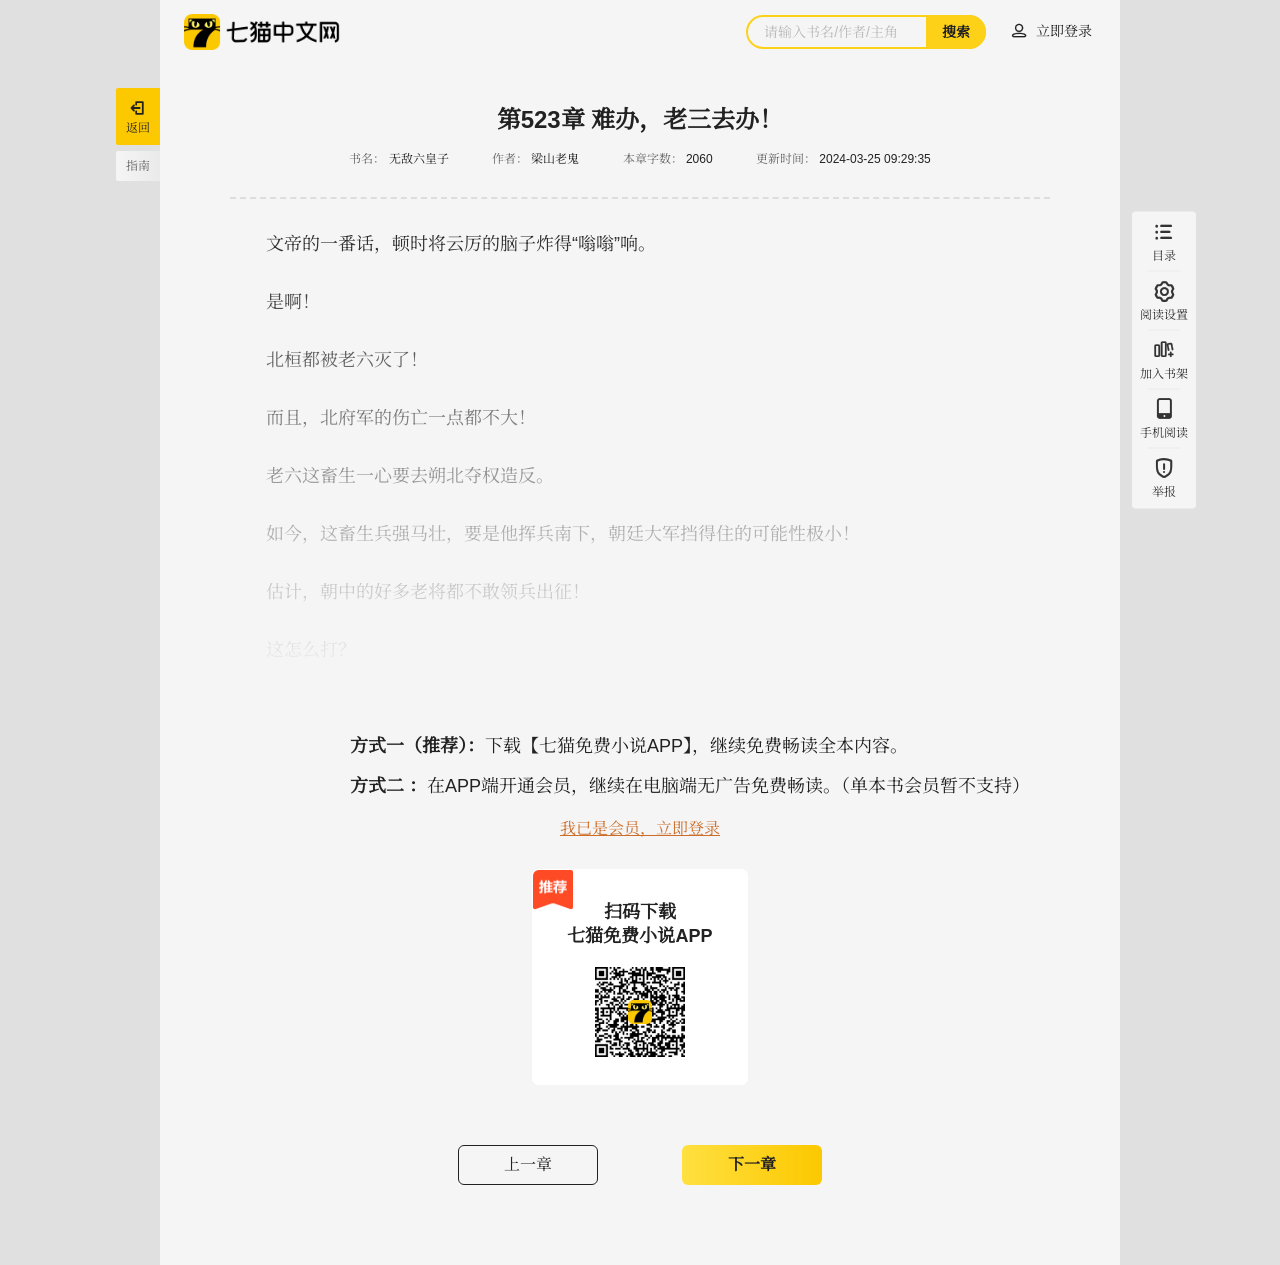 七猫中文网
请输入书名/作者/主角
搜索
立即登录
返回
指南
第523章 难办，老三去办！
书名： 无敌六皇子 作者： 梁山老鬼 本章字数： 2060 更新时间： 2024-03-25 09:29:35
文帝的一番话，顿时将云厉的脑子炸得“嗡嗡”响。
是啊！
北桓都被老六灭了！
而且，北府军的伤亡一点都不大！
老六这畜生一心要去朔北夺权造反。
如今，这畜生兵强马壮，要是他挥兵南下，朝廷大军挡得住的可能性极小！
估计，朝中的好多老将都不敢领兵出征！
这怎么打？
目录
阅读设置
加入书架
手机阅读
举报
方式一（推荐）：下载【七猫免费小说APP】，继续免费畅读全本内容。
方式二 ：在APP端开通会员，继续在电脑端无广告免费畅读。（单本书会员暂不支持）
我已是会员，立即登录
推荐
扫码下载
七猫免费小说APP
上一章
下一章